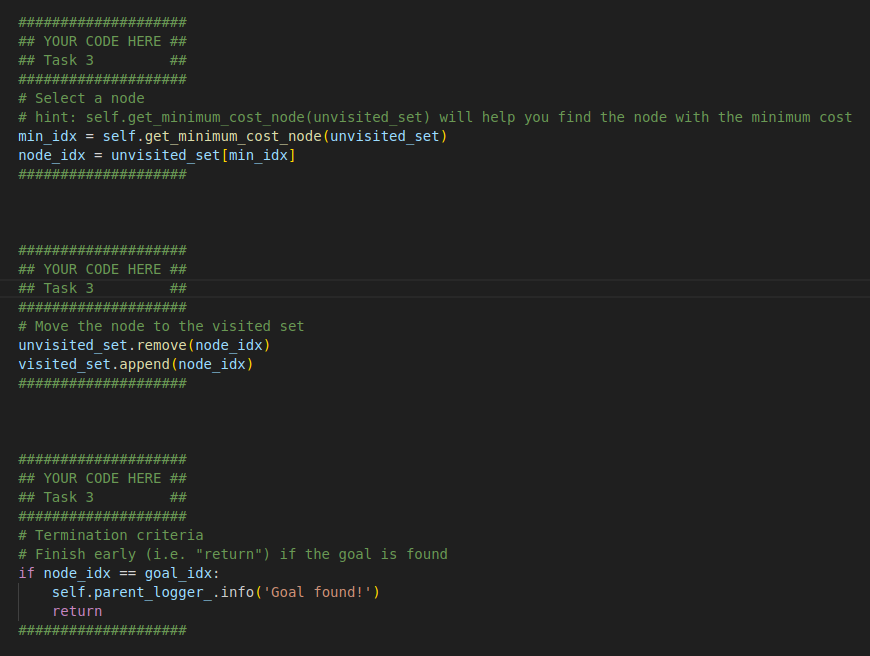 ####################
## YOUR CODE HERE ##
## Task 3         ##
####################
# Select a node
# hint: self.get_minimum_cost_node(unvisited_set) will help you find the node with the minimum cost
min_idx = self.get_minimum_cost_node(unvisited_set)
node_idx = unvisited_set[min_idx]
####################
####################
## YOUR CODE HERE ##
## Task 3         ##
####################
# Move the node to the visited set
unvisited_set.remove(node_idx)
visited_set.append(node_idx)
####################
####################
## YOUR CODE HERE ##
## Task 3         ##
####################
# Termination criteria
# Finish early (i.e. "return") if the goal is found
if node_idx == goal_idx:
    self.parent_logger_.info('Goal found!')
    return
####################